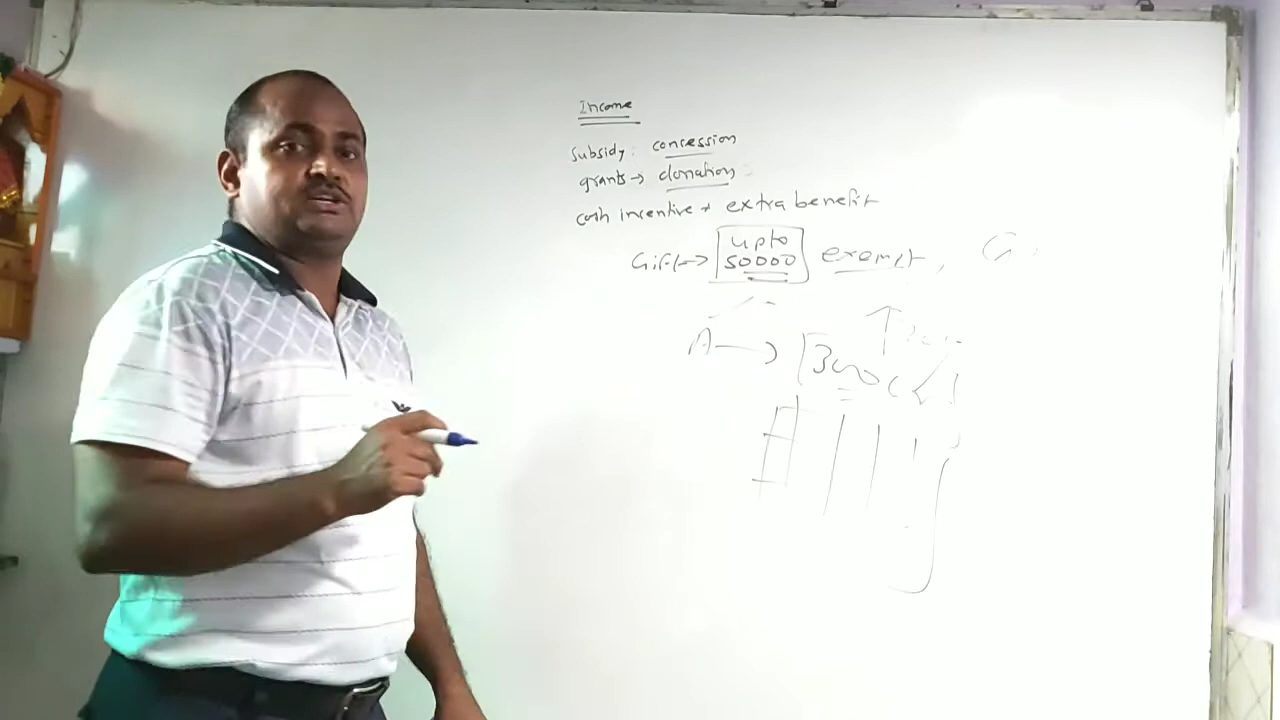 Income
Subsidy: concession
grants → donation
cash incentive → extra benefit
Gift → upto 50000 exempt, G
A →